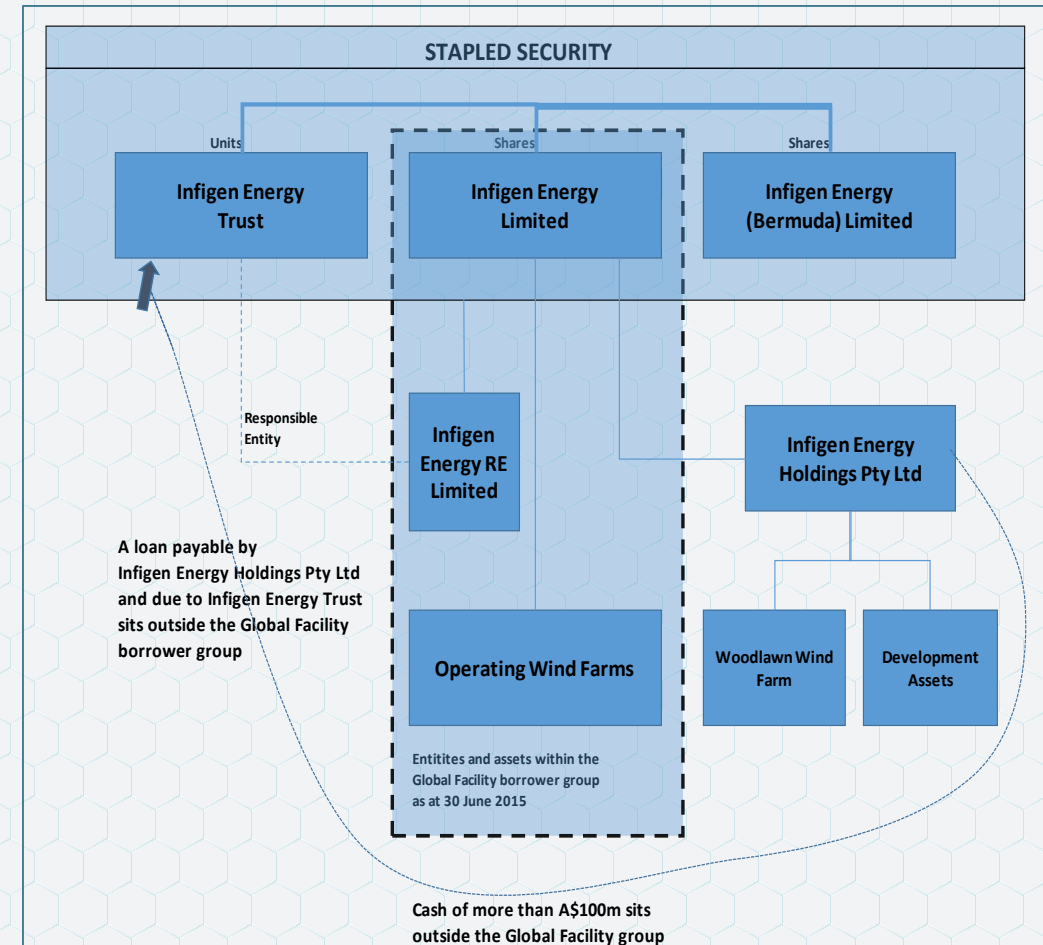 STAPLED SECURITY
Units
Shares
Shares
Infigen Energy
Trust
Infigen Energy
Limited
Infigen Energy
(Bermuda) Limited
Responsible
Entity
Infigen
Energy RE
Limited
Infigen Energy
Holdings Pty Ltd
A loan payable by
Infigen Energy Holdings Pty Ltd
and due to Infigen Energy Trust
sits outside the Global Facility
borrower group
Operating Wind Farms
Woodlawn Wind
Farm
Development
Assets
Entitites and assets within the
Global Facility borrower group
as at 30 June 2015
Cash of more than A$100m sits
outside the Global Facility group